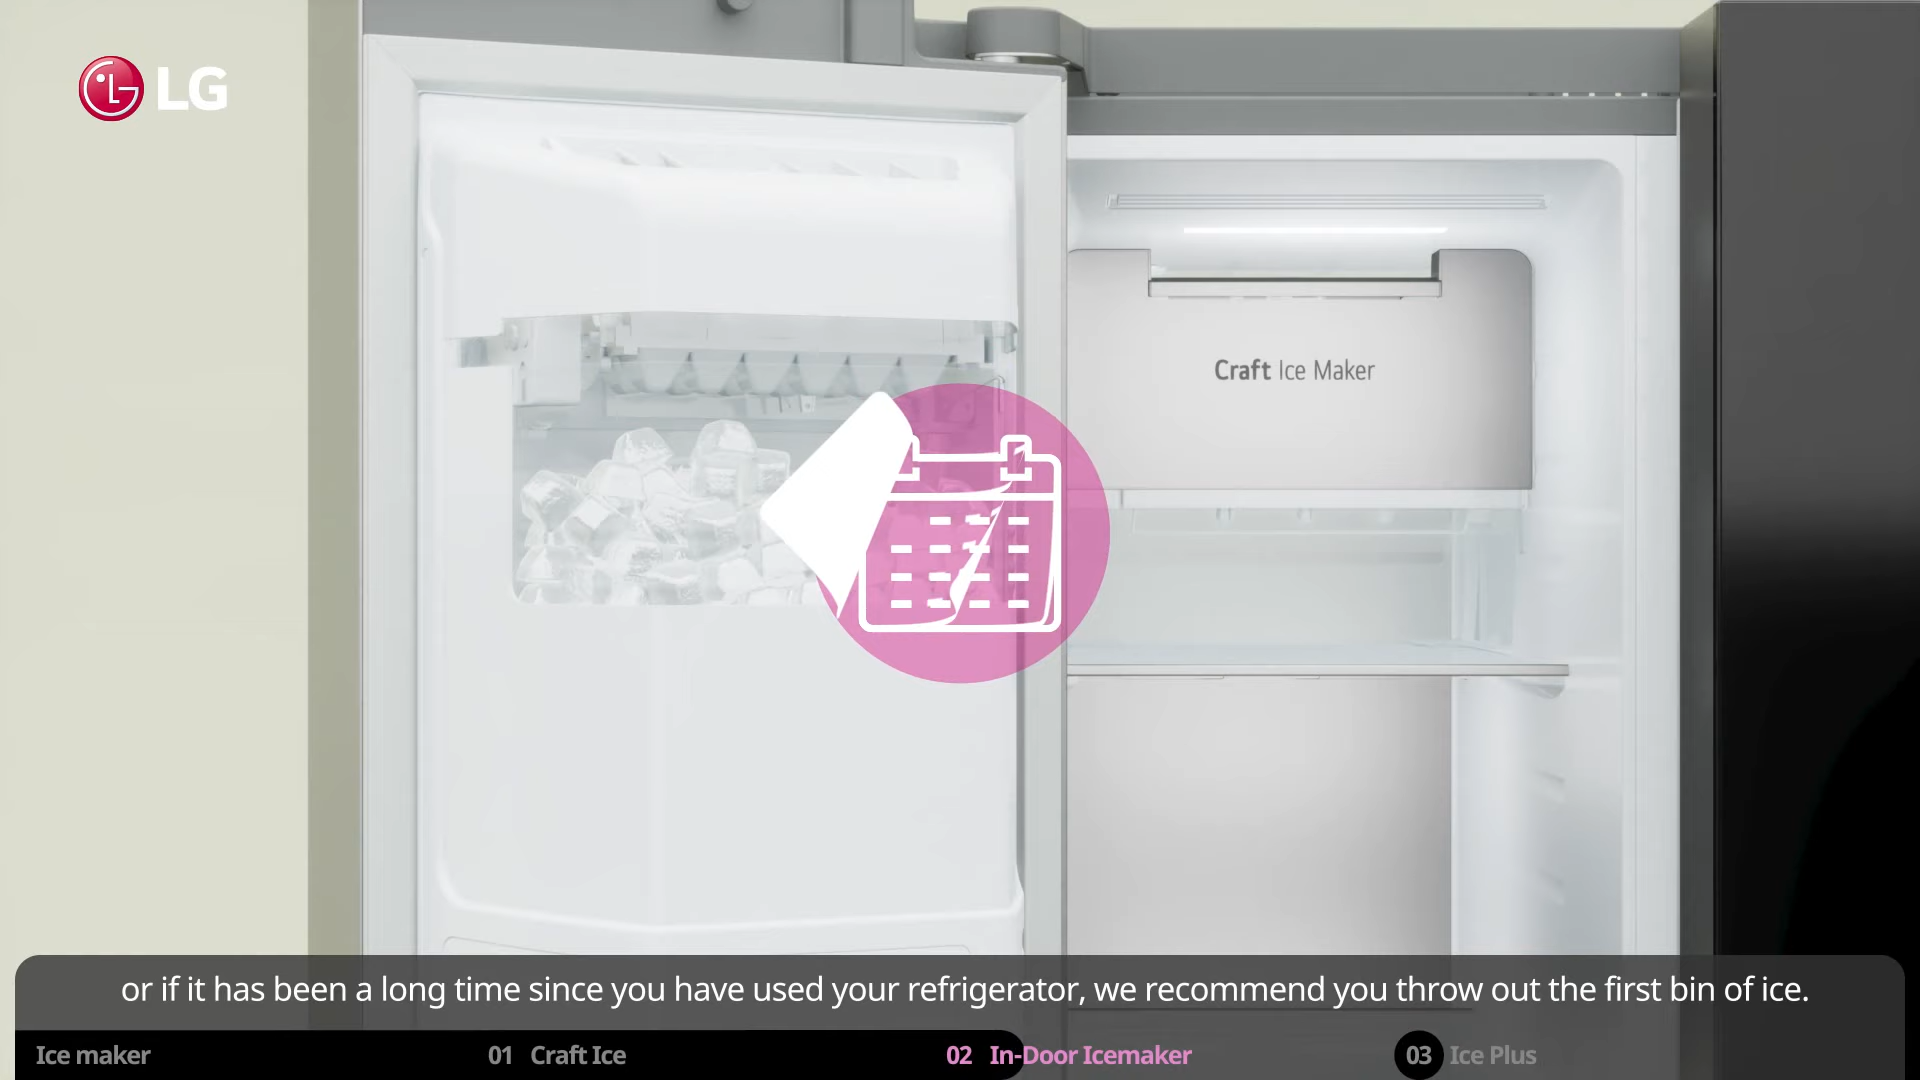 LG
Craft Ice Maker
or if it has been a long time since you have used your refrigerator, we recommend you throw out the first bin of ice.
Ice maker
01 Craft Ice
02 In-Door Icemaker
03 Ice Plus